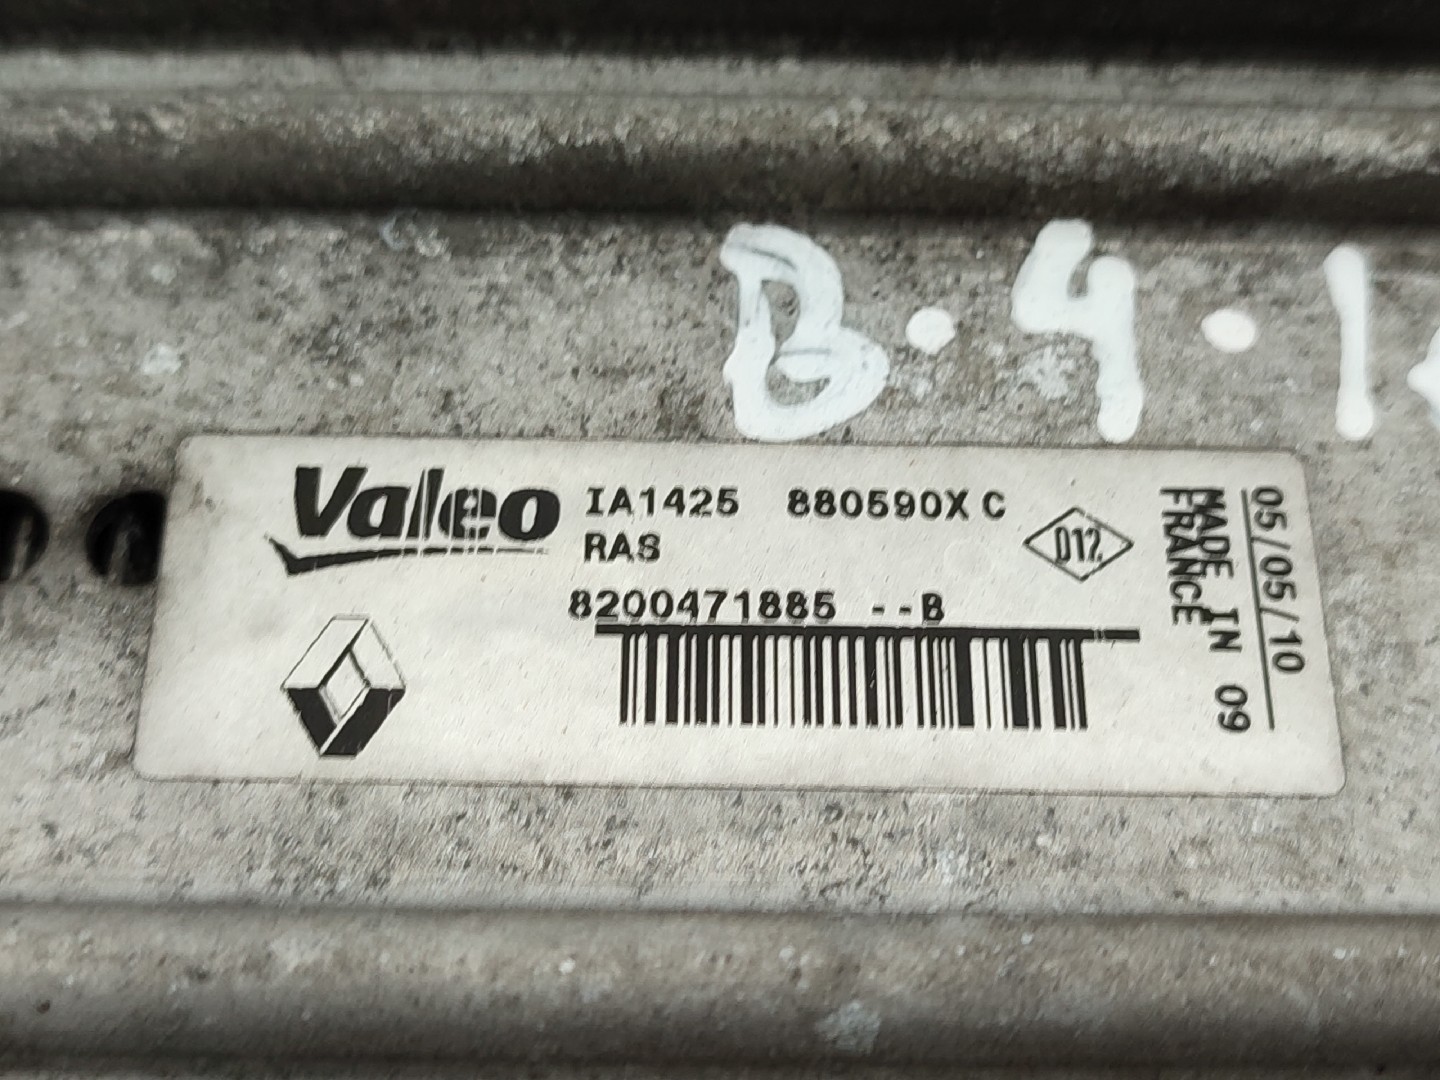 B.4.1
Valeo IA1425 880590X C
RAS
8200471885 --B
D12
05/05/10
MADE IN 09
FRANCE